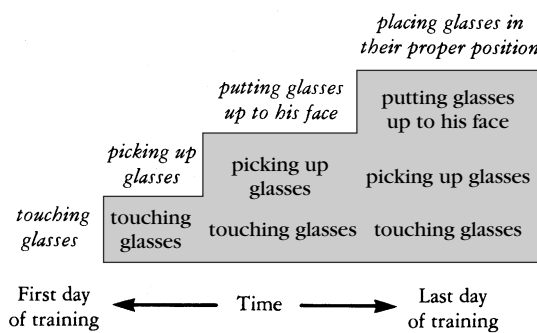 placing glasses in
their proper position
putting glasses
up to his face
putting glasses
up to his face
picking up
glasses
picking up
glasses
picking up glasses
touching
glasses
touching
glasses
touching glasses
touching glasses
First day
of training
Time
Last day
of training